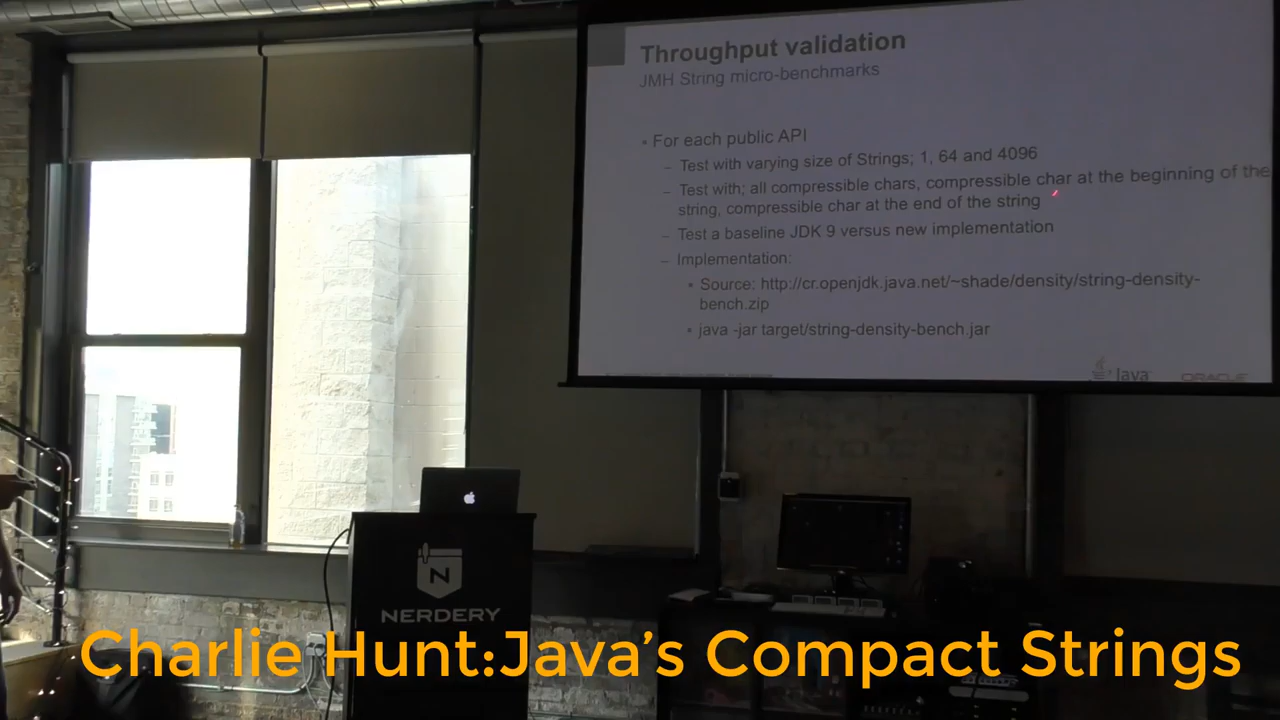 Throughput validation
JMH String micro-benchmarks
• For each public API
– Test with varying size of Strings; 1, 64 and 4096
– Test with; all compressible chars, compressible char at the beginning of the
string, compressible char at the end of the string
– Test a baseline JDK 9 versus new implementation
– Implementation:
• Source: http://cr.openjdk.java.net/~shade/density/string-density-
bench.zip
• java -jar target/string-density-bench.jar
Java
ORACLE
N
NERDERY
Charlie Hunt:Java’s Compact Strings